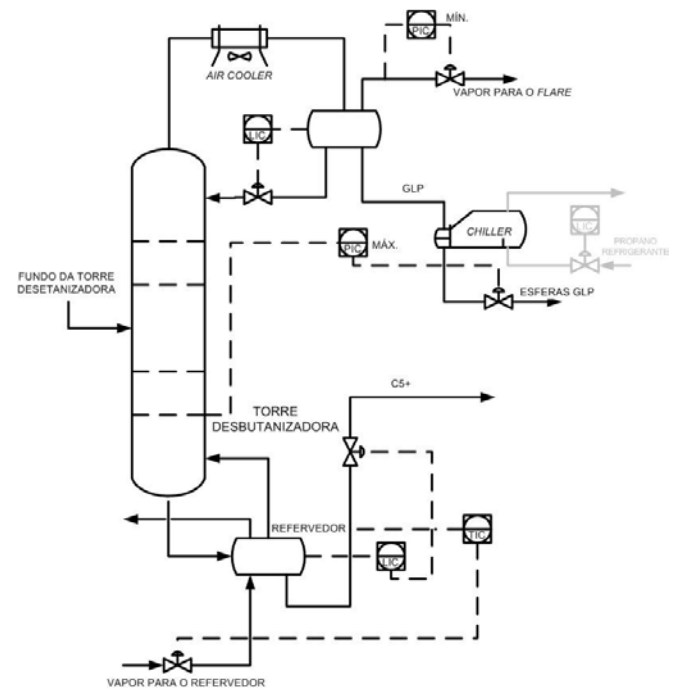 MÍN.
PIC
AIR COOLER
VAPOR PARA O FLARE
LIC
GLP
CHILLER
LIC
PROPANO
REFRIGERANTE
PIC
MÁX.
FUNDO DA TORRE
DESETANIZADORA
ESFERAS GLP
C5+
TORRE
DESBUTANIZADORA
REFERVEDOR
TIC
LIC
VAPOR PARA O REFERVEDOR